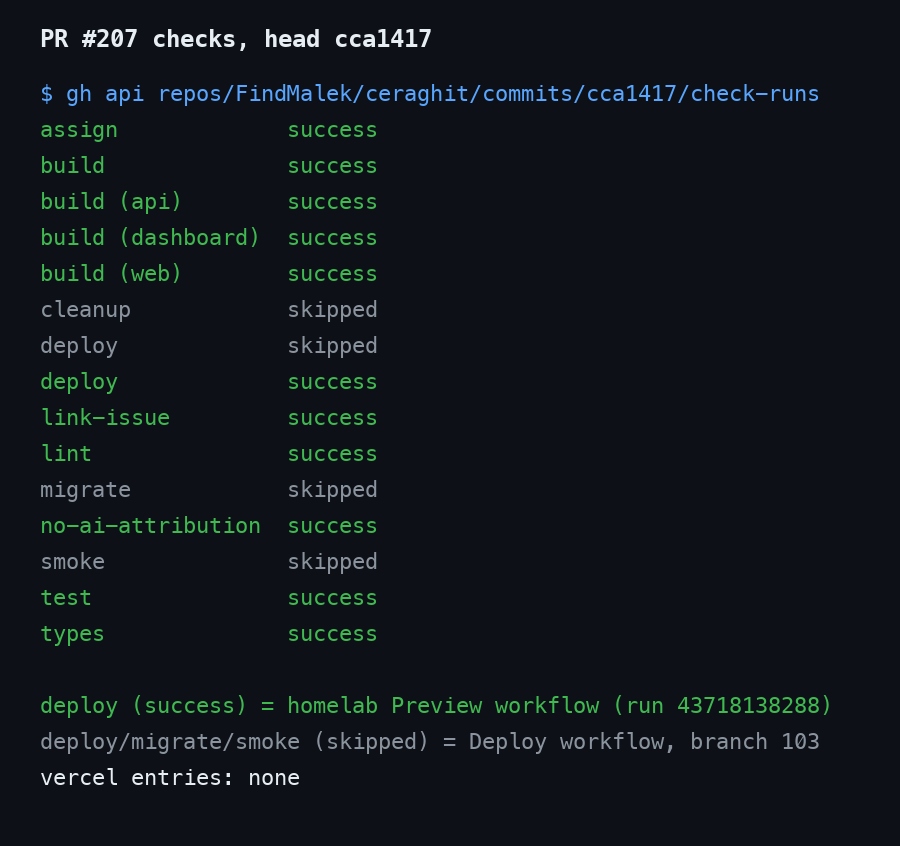 PR #207 checks, head cca1417
$ gh api repos/FindMalek/ceraghit/commits/cca1417/check-runs
assign success
build success
build (api) success
build (dashboard) success
build (web) success
cleanup skipped
deploy skipped
deploy success
link-issue success
lint success
migrate skipped
no-ai-attribution success
smoke skipped
test success
types success
deploy (success) = homelab Preview workflow (run 43718138288)
deploy/migrate/smoke (skipped) = Deploy workflow, branch 103
vercel entries: none